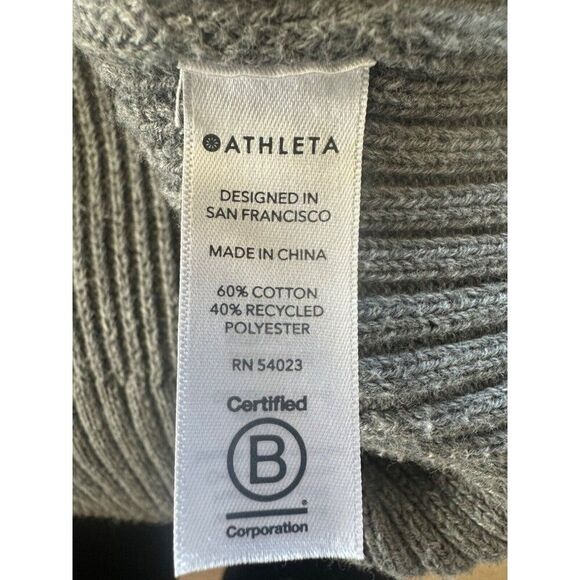 ATHLETA
DESIGNED IN
SAN FRANCISCO
MADE IN CHINA
60% COTTON
40% RECYCLED
POLYESTER
RN 54023
Certified
B
Corporation